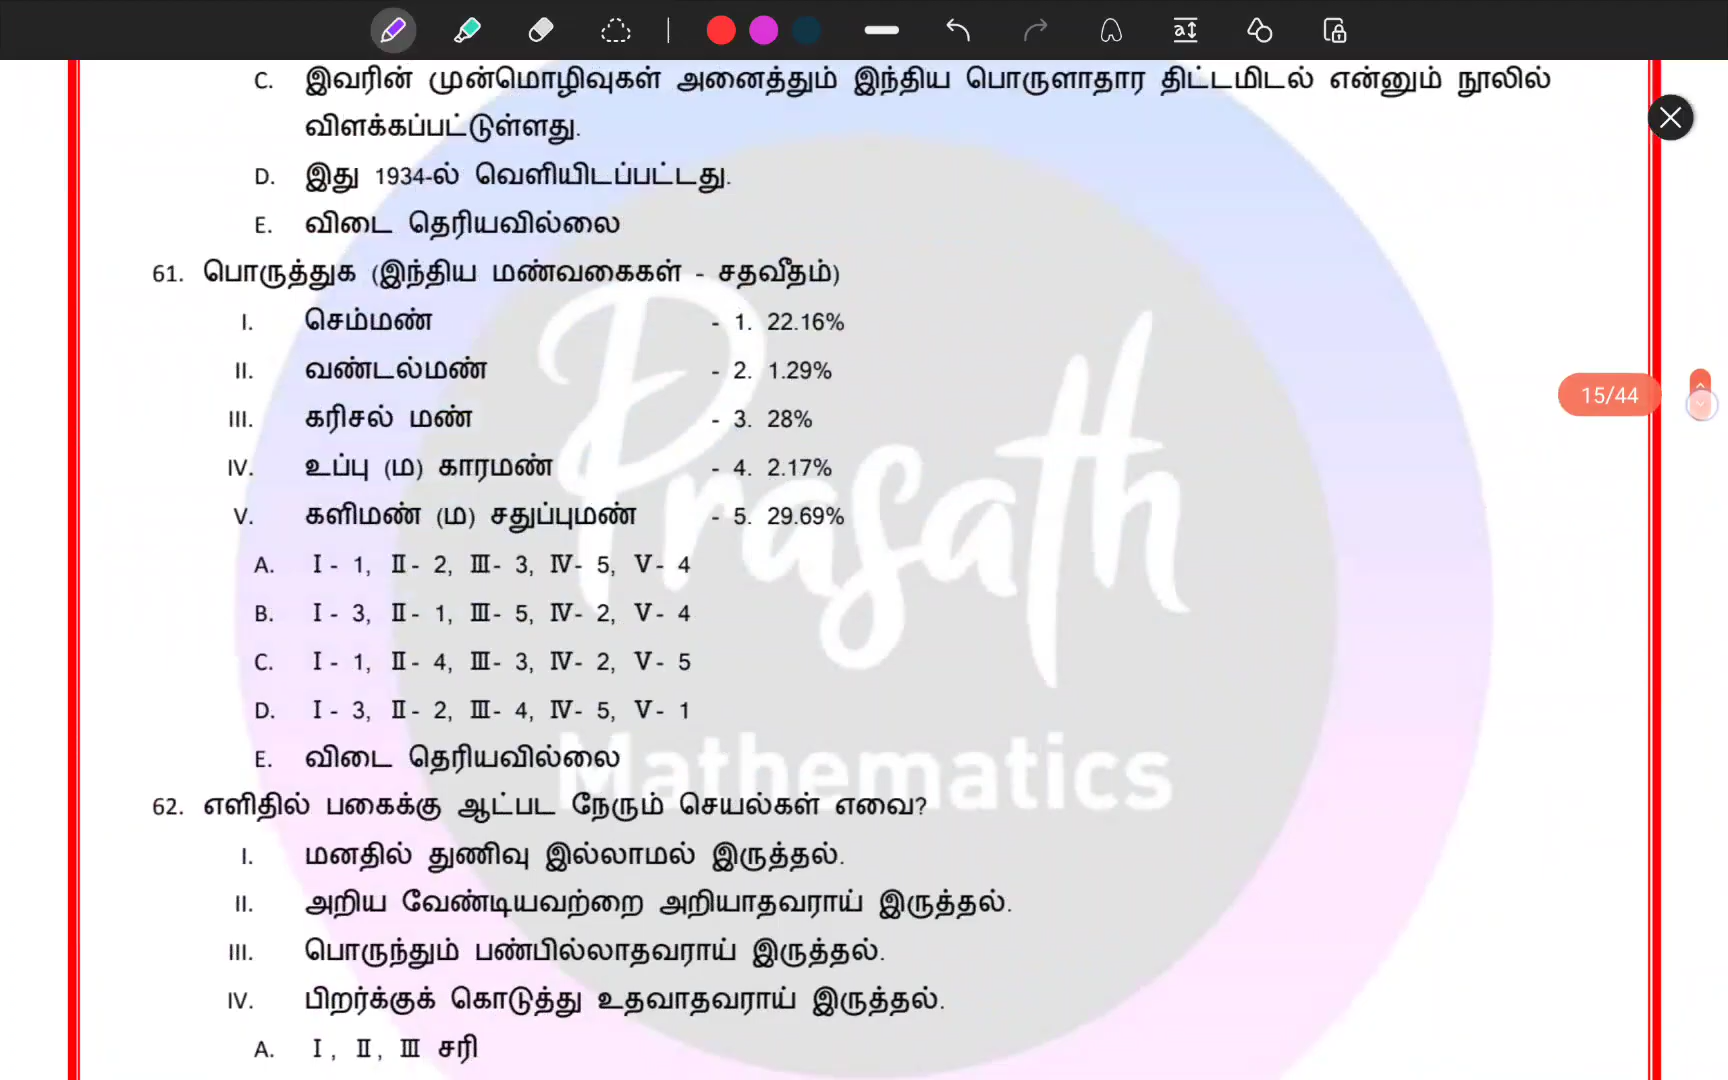 C. இவரின் முன்மொழிவுகள் அனைத்தும் இந்திய பொருளாதார திட்டமிடல் என்னும் நூலில்
விளக்கப்பட்டுள்ளது.
D. இது 1934-ல் வெளியிடப்பட்டது.
E. விடை தெரியவில்லை
61. பொருத்துக (இந்திய மண்வகைகள் - சதவீதம்)
I. செம்மண் - 1. 22.16%
II. வண்டல்மண் - 2. 1.29%
III. கரிசல் மண் - 3. 28%
IV. உப்பு (ம) காரமண் - 4. 2.17%
V. களிமண் (ம) சதுப்புமண் - 5. 29.69%
A. I - 1, II - 2, III - 3, IV - 5, V - 4
B. I - 3, II - 1, III - 5, IV - 2, V - 4
C. I - 1, II - 4, III - 3, IV - 2, V - 5
D. I - 3, II - 2, III - 4, IV - 5, V - 1
E. விடை தெரியவில்லை
62. எளிதில் பகைக்கு ஆட்பட நேரும் செயல்கள் எவை?
I. மனதில் துணிவு இல்லாமல் இருத்தல்.
II. அறிய வேண்டியவற்றை அறியாதவராய் இருத்தல்.
III. பொருந்தும் பண்பில்லாதவராய் இருத்தல்.
IV. பிறர்க்குக் கொடுத்து உதவாதவராய் இருத்தல்.
A. I, II, III சரி
15/44
Prasath
Mathematics